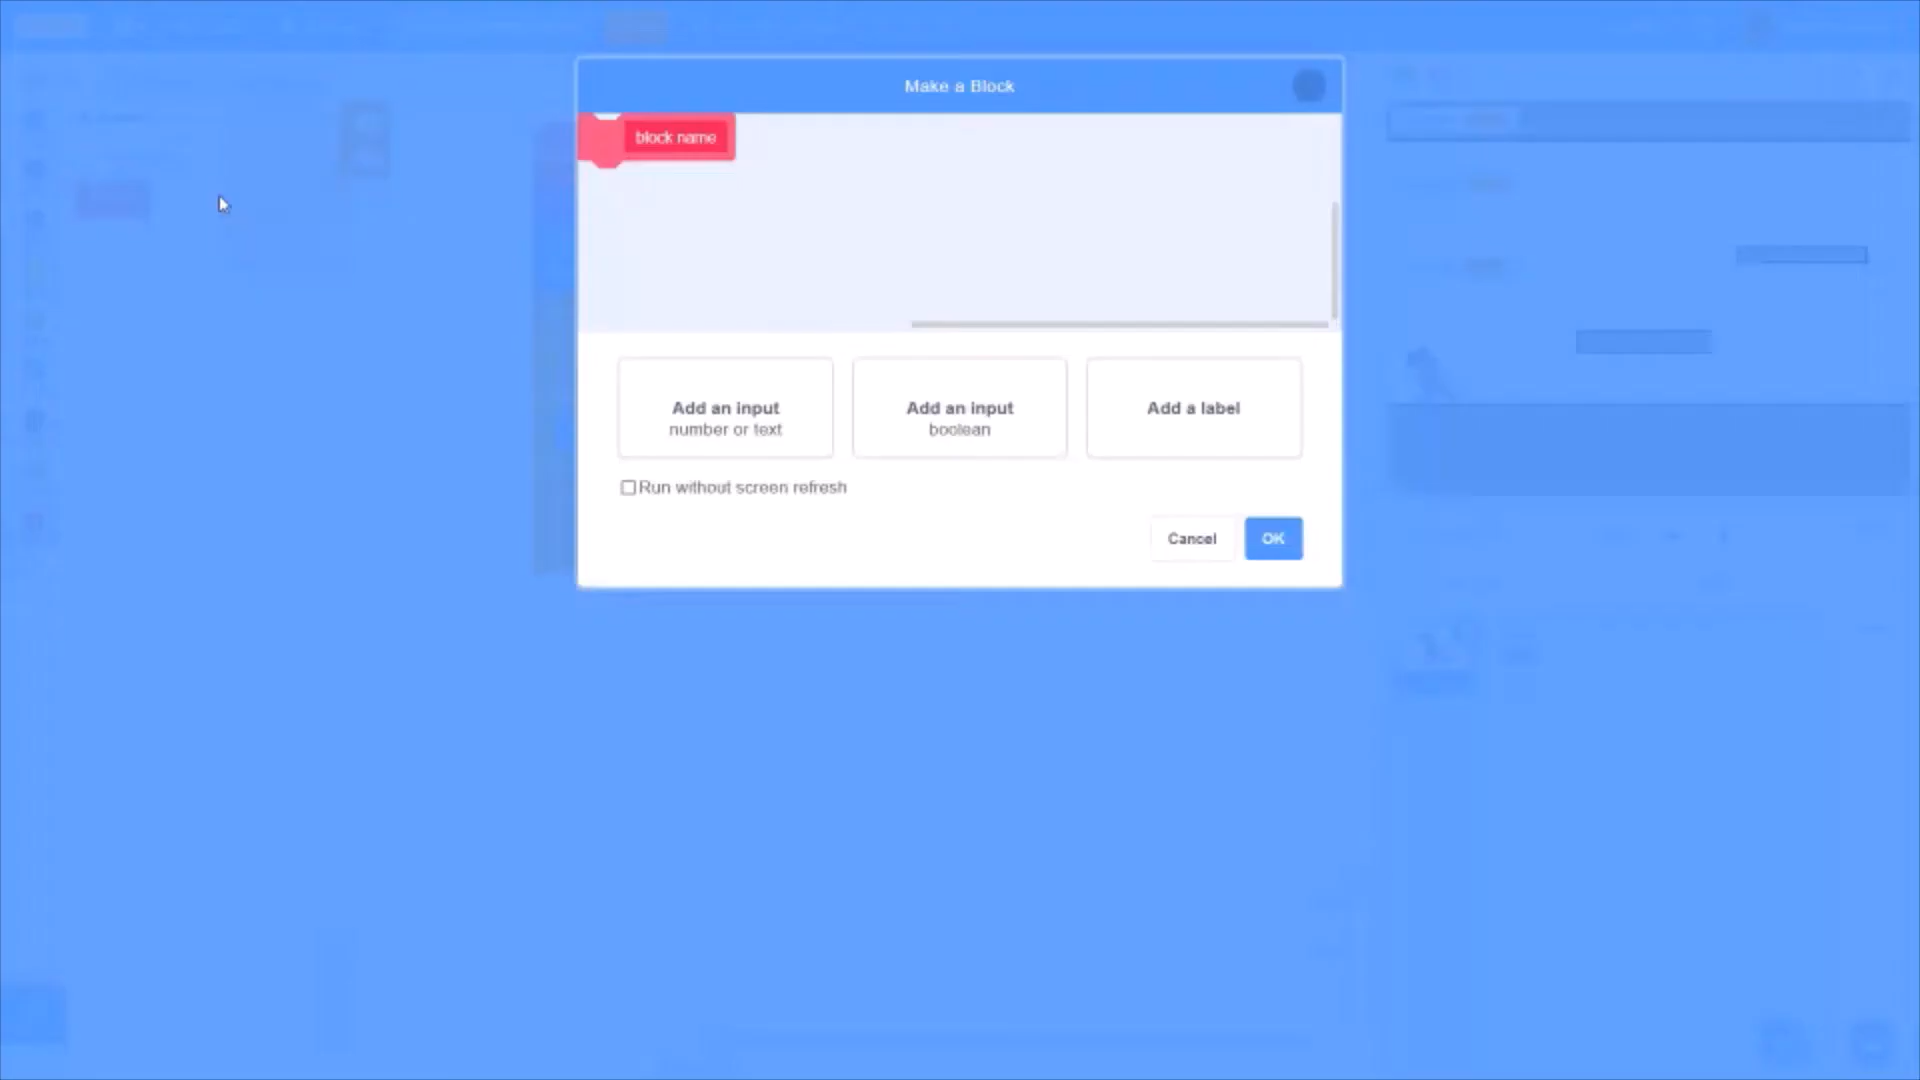 Make a Block
block name
Add an input
number or text
Add an input
boolean
Add a label
Run without screen refresh
Cancel
OK